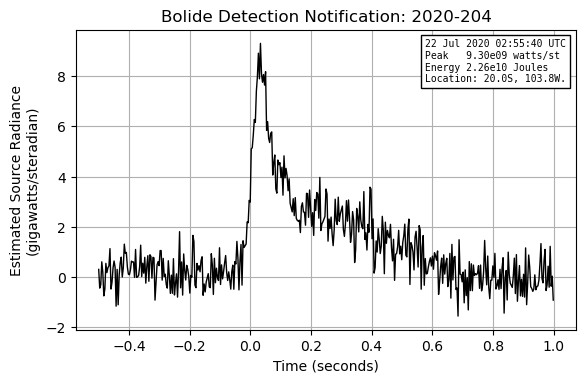 Bolide Detection Notification: 2020-204
22 Jul 2020 02:55:40 UTC
Peak   9.30e09 watts/st
Energy 2.26e10 Joules
Location: 20.0S, 103.8W.
Estimated Source Radiance
(gigawatts/steradian)
8
6
4
2
0
−2
−0.4 −0.2 0.0 0.2 0.4 0.6 0.8 1.0
Time (seconds)